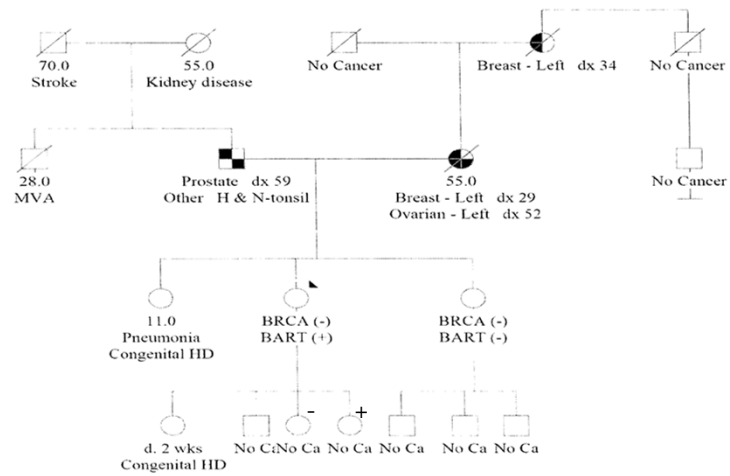 70.0
Stroke
55.0
Kidney disease
No Cancer
Breast - Left dx 34
No Cancer
28.0
MVA
Prostate dx 59
Other H & N-tonsil
55.0
Breast - Left dx 29
Ovarian - Left dx 52
No Cancer
11.0
Pneumonia
Congenital HD
BRCA (-)
BART (+)
BRCA (-)
BART (-)
- +
d. 2 wks
Congenital HD
No Ca No Ca No Ca No Ca No Ca No Ca